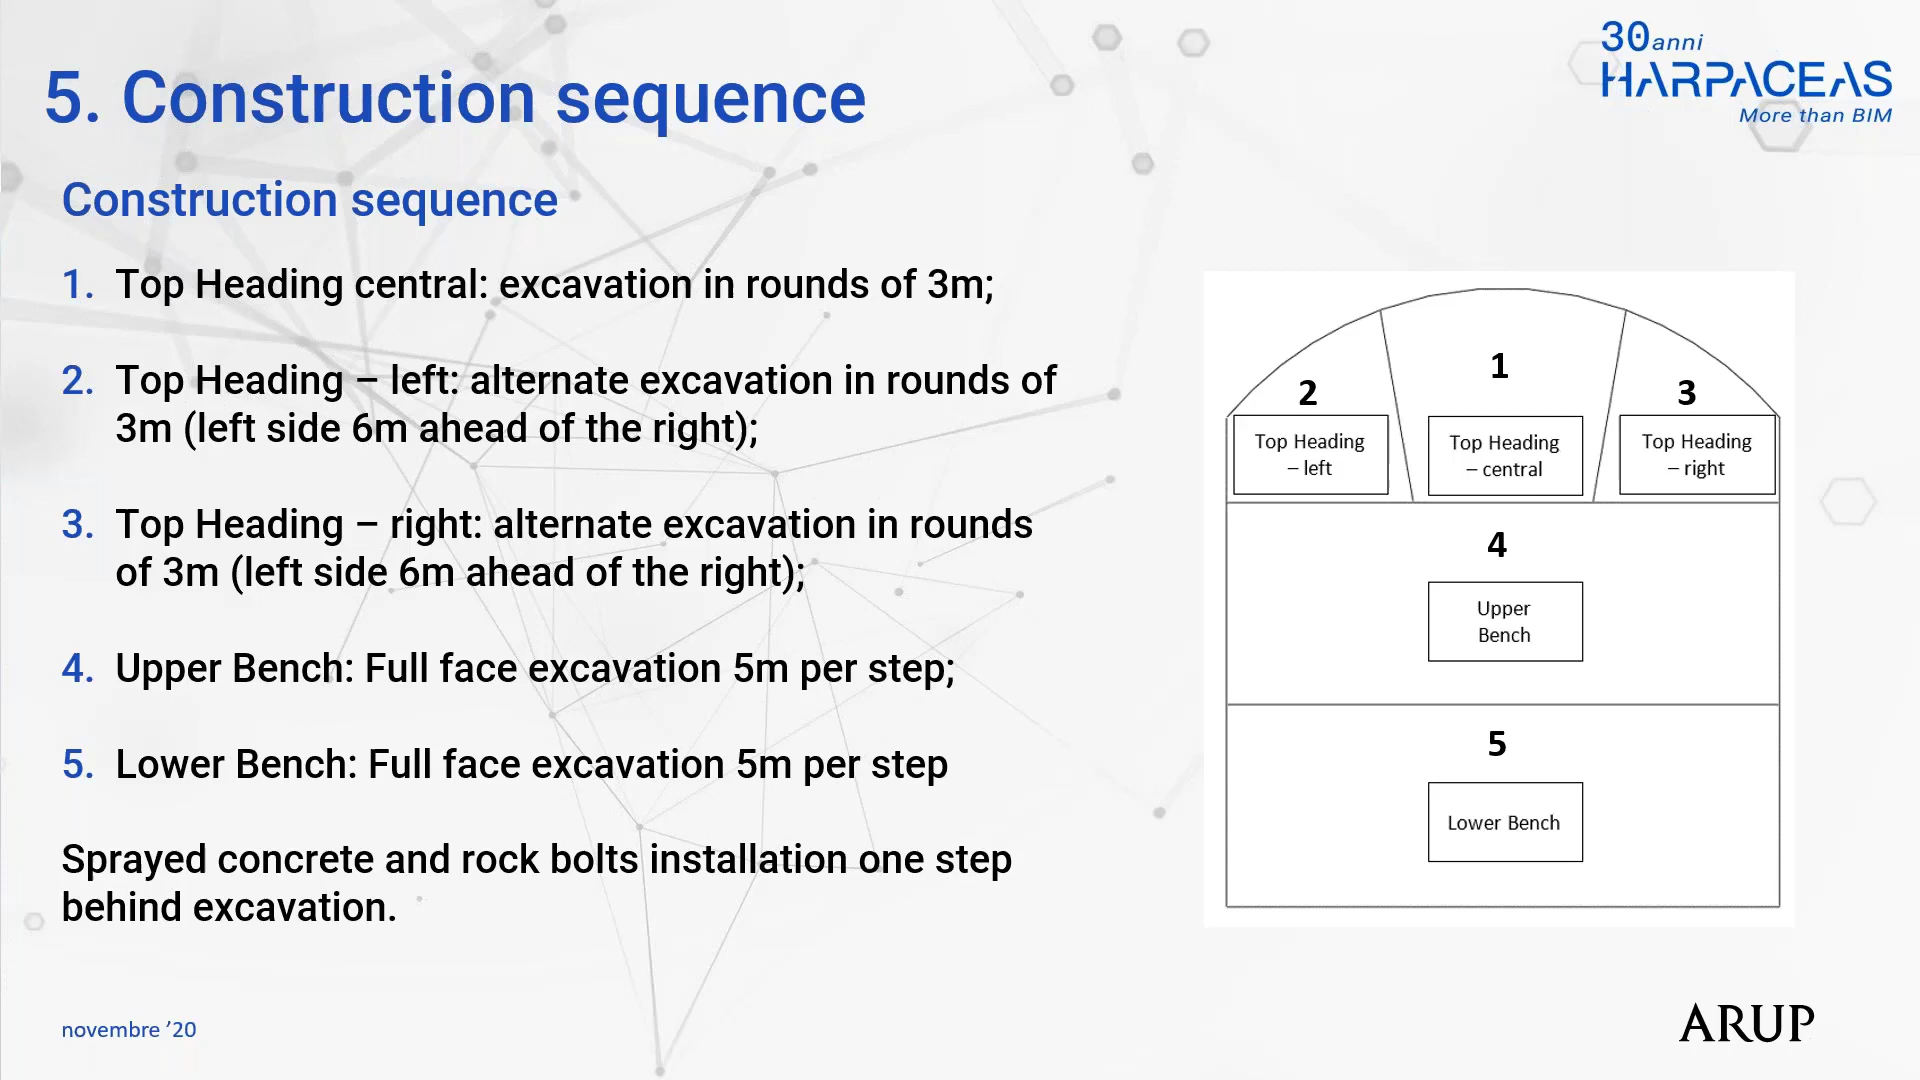 5. Construction sequence
30anni
HARPACEAS
More than BIM
Construction sequence
1. Top Heading central: excavation in rounds of 3m;
2. Top Heading – left: alternate excavation in rounds of
3m (left side 6m ahead of the right);
3. Top Heading – right: alternate excavation in rounds
of 3m (left side 6m ahead of the right);
4. Upper Bench: Full face excavation 5m per step;
5. Lower Bench: Full face excavation 5m per step
Sprayed concrete and rock bolts installation one step
behind excavation.
1
2
3
Top Heading
– left
Top Heading
– central
Top Heading
– right
4
Upper
Bench
5
Lower Bench
novembre ’20
ARUP